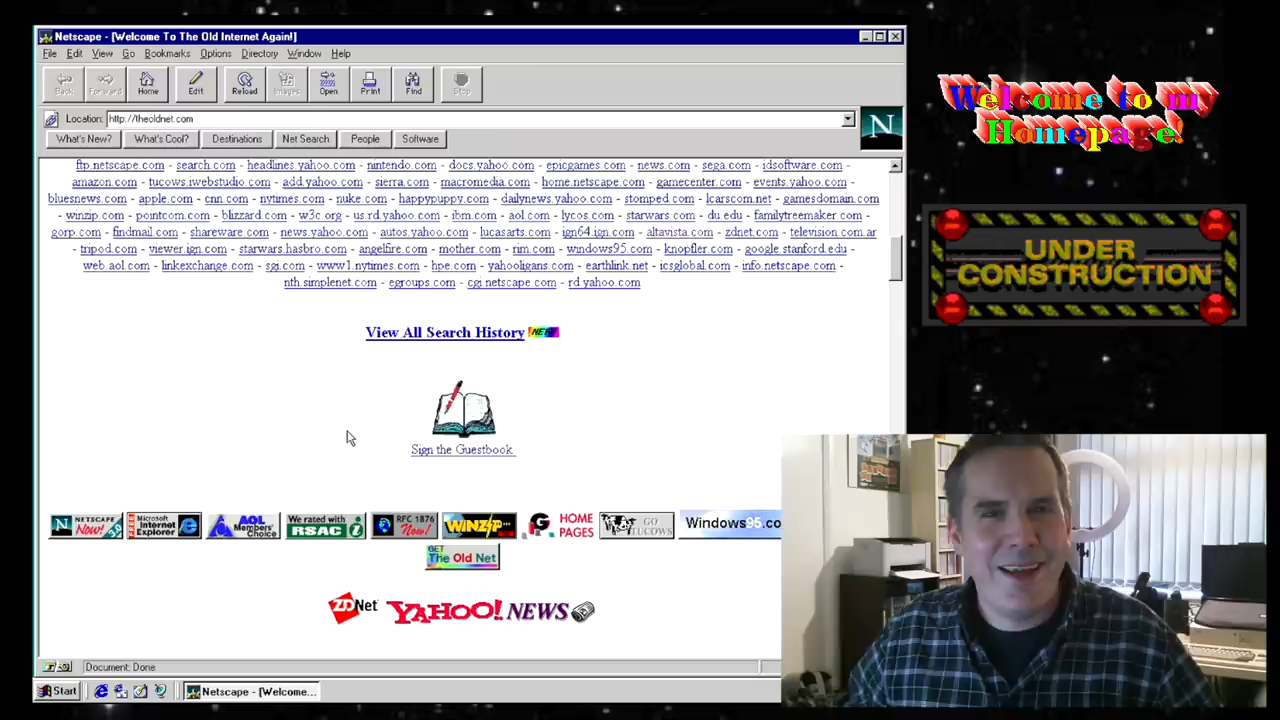 Netscape - [Welcome To The Old Internet Again!]
File Edit View Go Bookmarks Options Directory Window Help
Back Forward Home Edit Reload Images Open Print Find Stop
Location: http://theoldnet.com
N
What's New? What's Cool? Destinations Net Search People Software
ftp.netscape.com - search.com - headlines.yahoo.com - nintendo.com - docs.yahoo.com - epicgames.com - news.com - sega.com - idsoftware.com -
amazon.com - tucows.iwebstudio.com - add.yahoo.com - sierra.com - macromedia.com - home.netscape.com - gamecenter.com - events.yahoo.com -
bluesnews.com - apple.com - cnn.com - nytimes.com - nuke.com - happypuppy.com - dailynews.yahoo.com - stomped.com - lcarscom.net - gamesdomain.com
- winzip.com - pointcom.com - blizzard.com - w3c.org - us.rd.yahoo.com - ibm.com - aol.com - lycos.com - starwars.com - du.edu - familytreemaker.com -
gorp.com - findmail.com - shareware.com - news.yahoo.com - autos.yahoo.com - lucasarts.com - ign64.ign.com - altavista.com - zdnet.com - television.com.ar
- tripod.com - viewer.ign.com - starwars.hasbro.com - angelfire.com - mother.com - rim.com - windows95.com - knopfler.com - google.stanford.edu -
web.aol.com - linkexchange.com - sgi.com - www1.nytimes.com - hpe.com - yahooligans.com - earthlink.net - icsglobal.com - info.netscape.com -
nth.simplenet.com - egroups.com - cgi.netscape.com - rd.yahoo.com
View All Search History NEW
Sign the Guestbook
NETSCAPE NOW! 3.0 FREE Microsoft Internet Explorer AOL Members' Choice We rated with RSAC i RFC 1876 Now! WINZIP HOME PAGES GO TUCOWS Windows95.co
GET The Old Net
ZDNet YAHOO! NEWS
Document: Done
Start Netscape - [Welcome...
Welcome to my
Homepage!
UNDER
CONSTRUCTION